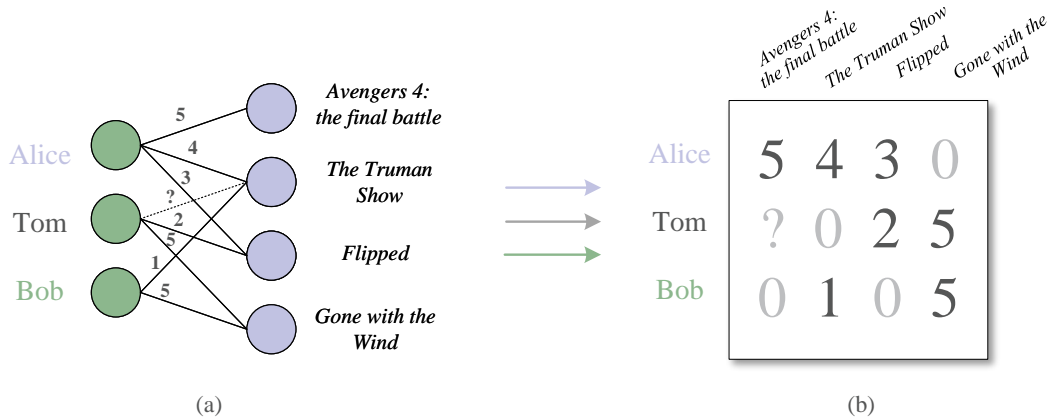 Avengers 4:
the final battle
The Truman
Show
Flipped
Gone with the
Wind
Alice
Tom
Bob
5
4
3
?
2
5
1
5
(a)
Avengers 4:
the final battle
The Truman Show
Flipped
Gone with the
Wind
Alice 5 4 3 0
Tom ? 0 2 5
Bob 0 1 0 5
(b)